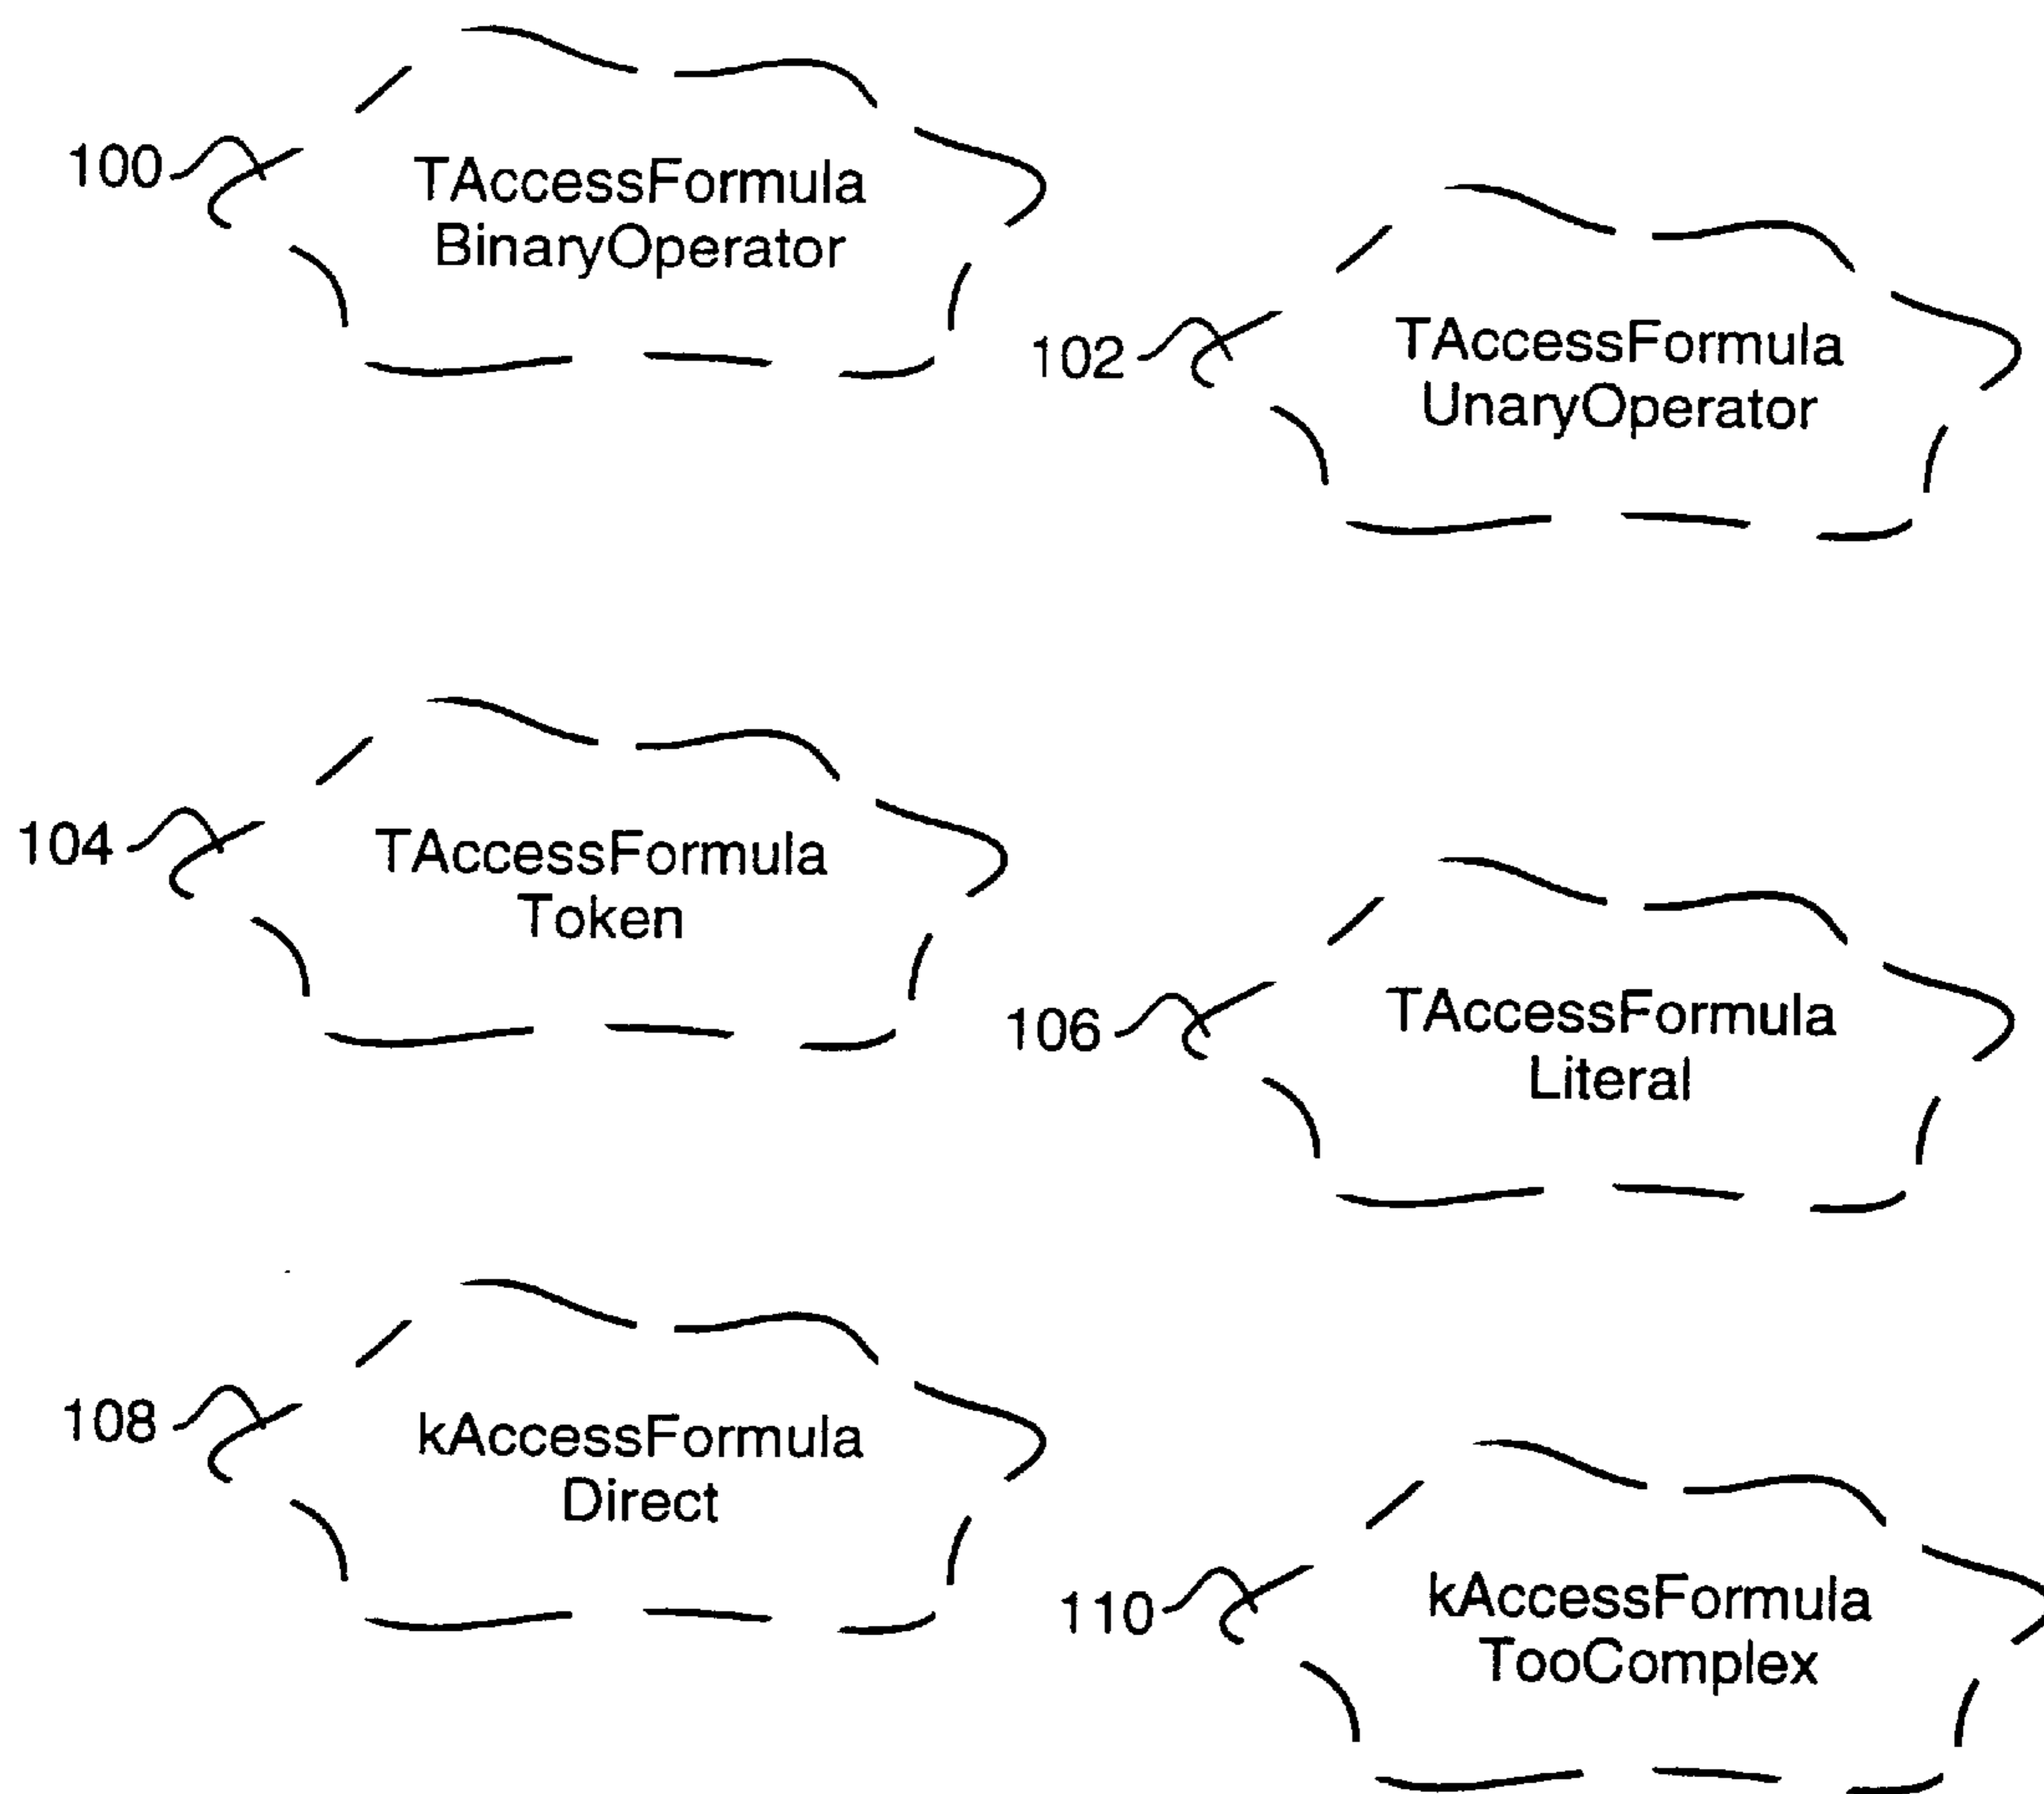 100
TAccessFormula
BinaryOperator
102
TAccessFormula
UnaryOperator
104
TAccessFormula
Token
106
TAccessFormula
Literal
108
kAccessFormula
Direct
110
kAccessFormula
TooComplex